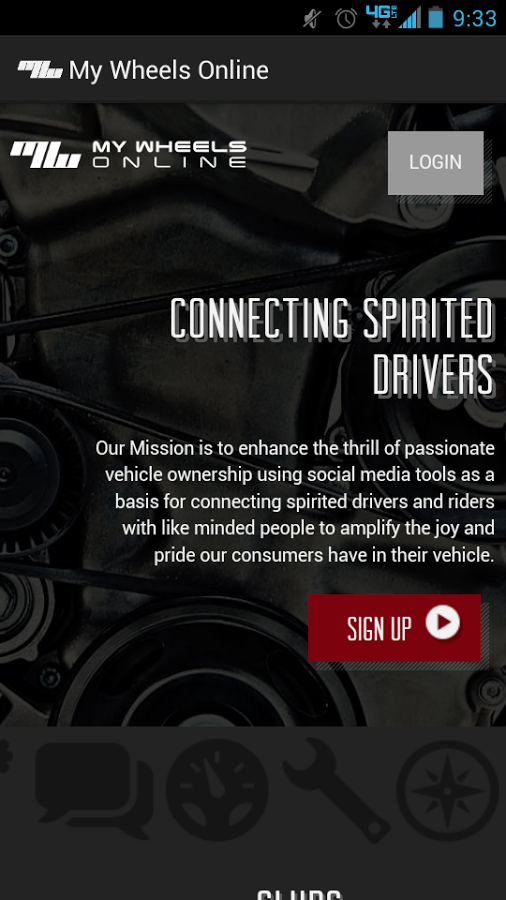 4G LTE 9:33
My Wheels Online
MY WHEELS
ONLINE
LOGIN
CONNECTING SPIRITED
DRIVERS
Our Mission is to enhance the thrill of passionate
vehicle ownership using social media tools as a
basis for connecting spirited drivers and riders
with like minded people to amplify the joy and
pride our consumers have in their vehicle.
SIGN UP
CLUBS